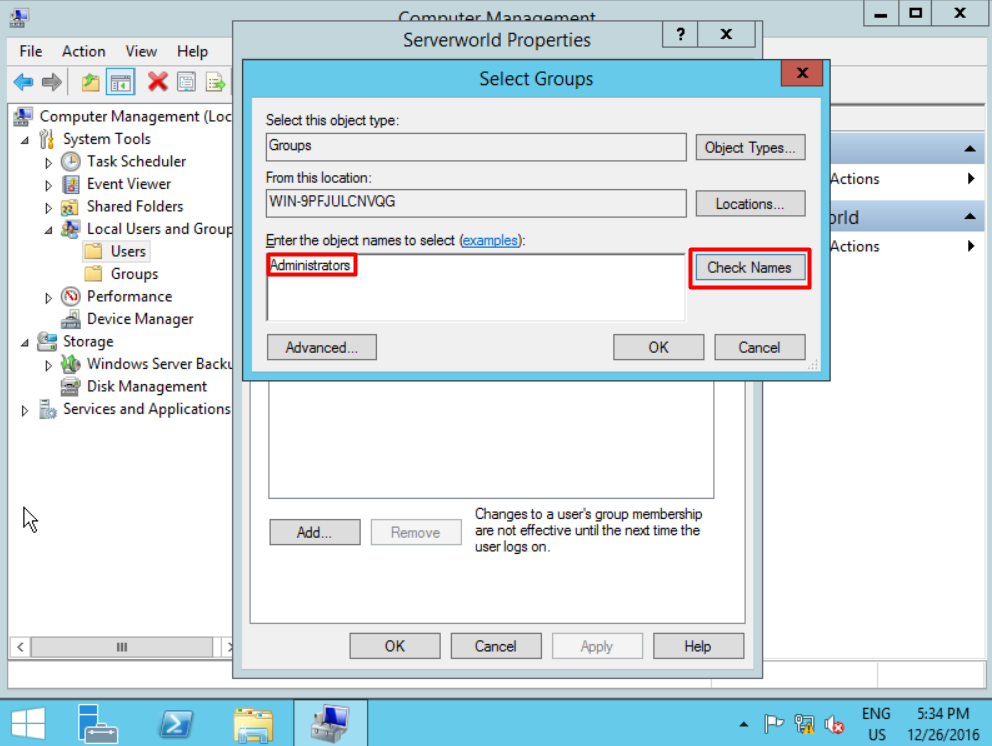 Computer Management
Serverworld Properties
?
x
x
File Action View Help
Select Groups
x
Computer Management (Loc
System Tools
Task Scheduler
Event Viewer
Shared Folders
Local Users and Group
Users
Groups
Performance
Device Manager
Storage
Windows Server Backu
Disk Management
Services and Applications
Select this object type:
Groups
Object Types...
From this location:
WIN-9PFJULCNVQG
Locations...
Enter the object names to select (examples):
Administrators
Check Names
Advanced...
OK
Cancel
Actions
orld
Actions
Add...
Remove
Changes to a user's group membership
are not effective until the next time the
user logs on.
OK
Cancel
Apply
Help
ENG
US
5:34 PM
12/26/2016